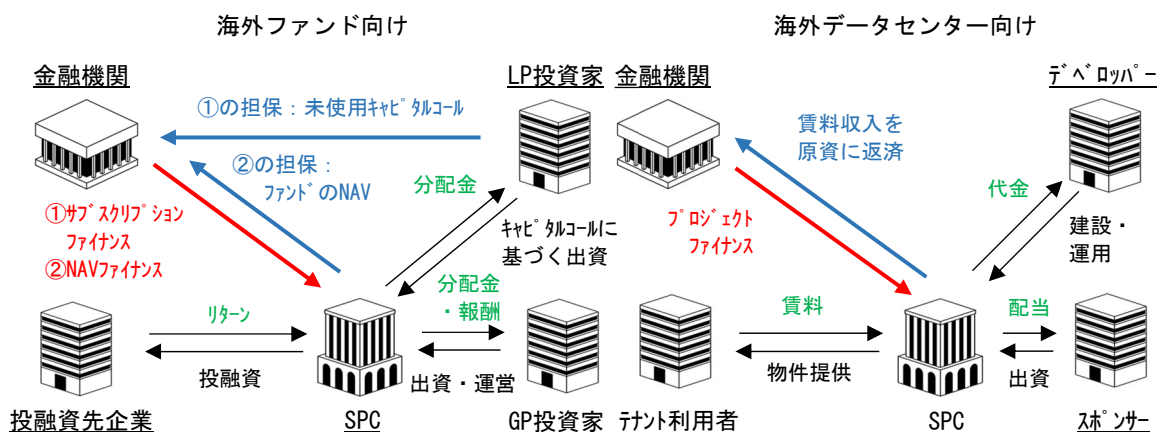 海外ファンド向け
金融機関
LP投資家
①の担保:未使用ｷｬﾋﾟﾀﾙｺｰﾙ
②の担保:
ﾌｧﾝﾄﾞのNAV
分配金
①ｻﾌﾞｽｸﾘﾌﾟｼｮﾝ
ﾌｧｲﾅﾝｽ
②NAVﾌｧｲﾅﾝｽ
ｷｬﾋﾟﾀﾙｺｰﾙに
基づく出資
分配金
・報酬
ﾘﾀｰﾝ
投融資
出資・運営
投融資先企業
SPC
GP投資家
海外データセンター向け
金融機関
ﾃﾞﾍﾞﾛｯﾊﾟｰ
賃料収入を
原資に返済
代金
ﾌﾟﾛｼﾞｪｸﾄ
ﾌｧｲﾅﾝｽ
建設・
運用
賃料
配当
物件提供
出資
ﾃﾅﾝﾄ利用者
SPC
ｽﾎﾟﾝｻｰ